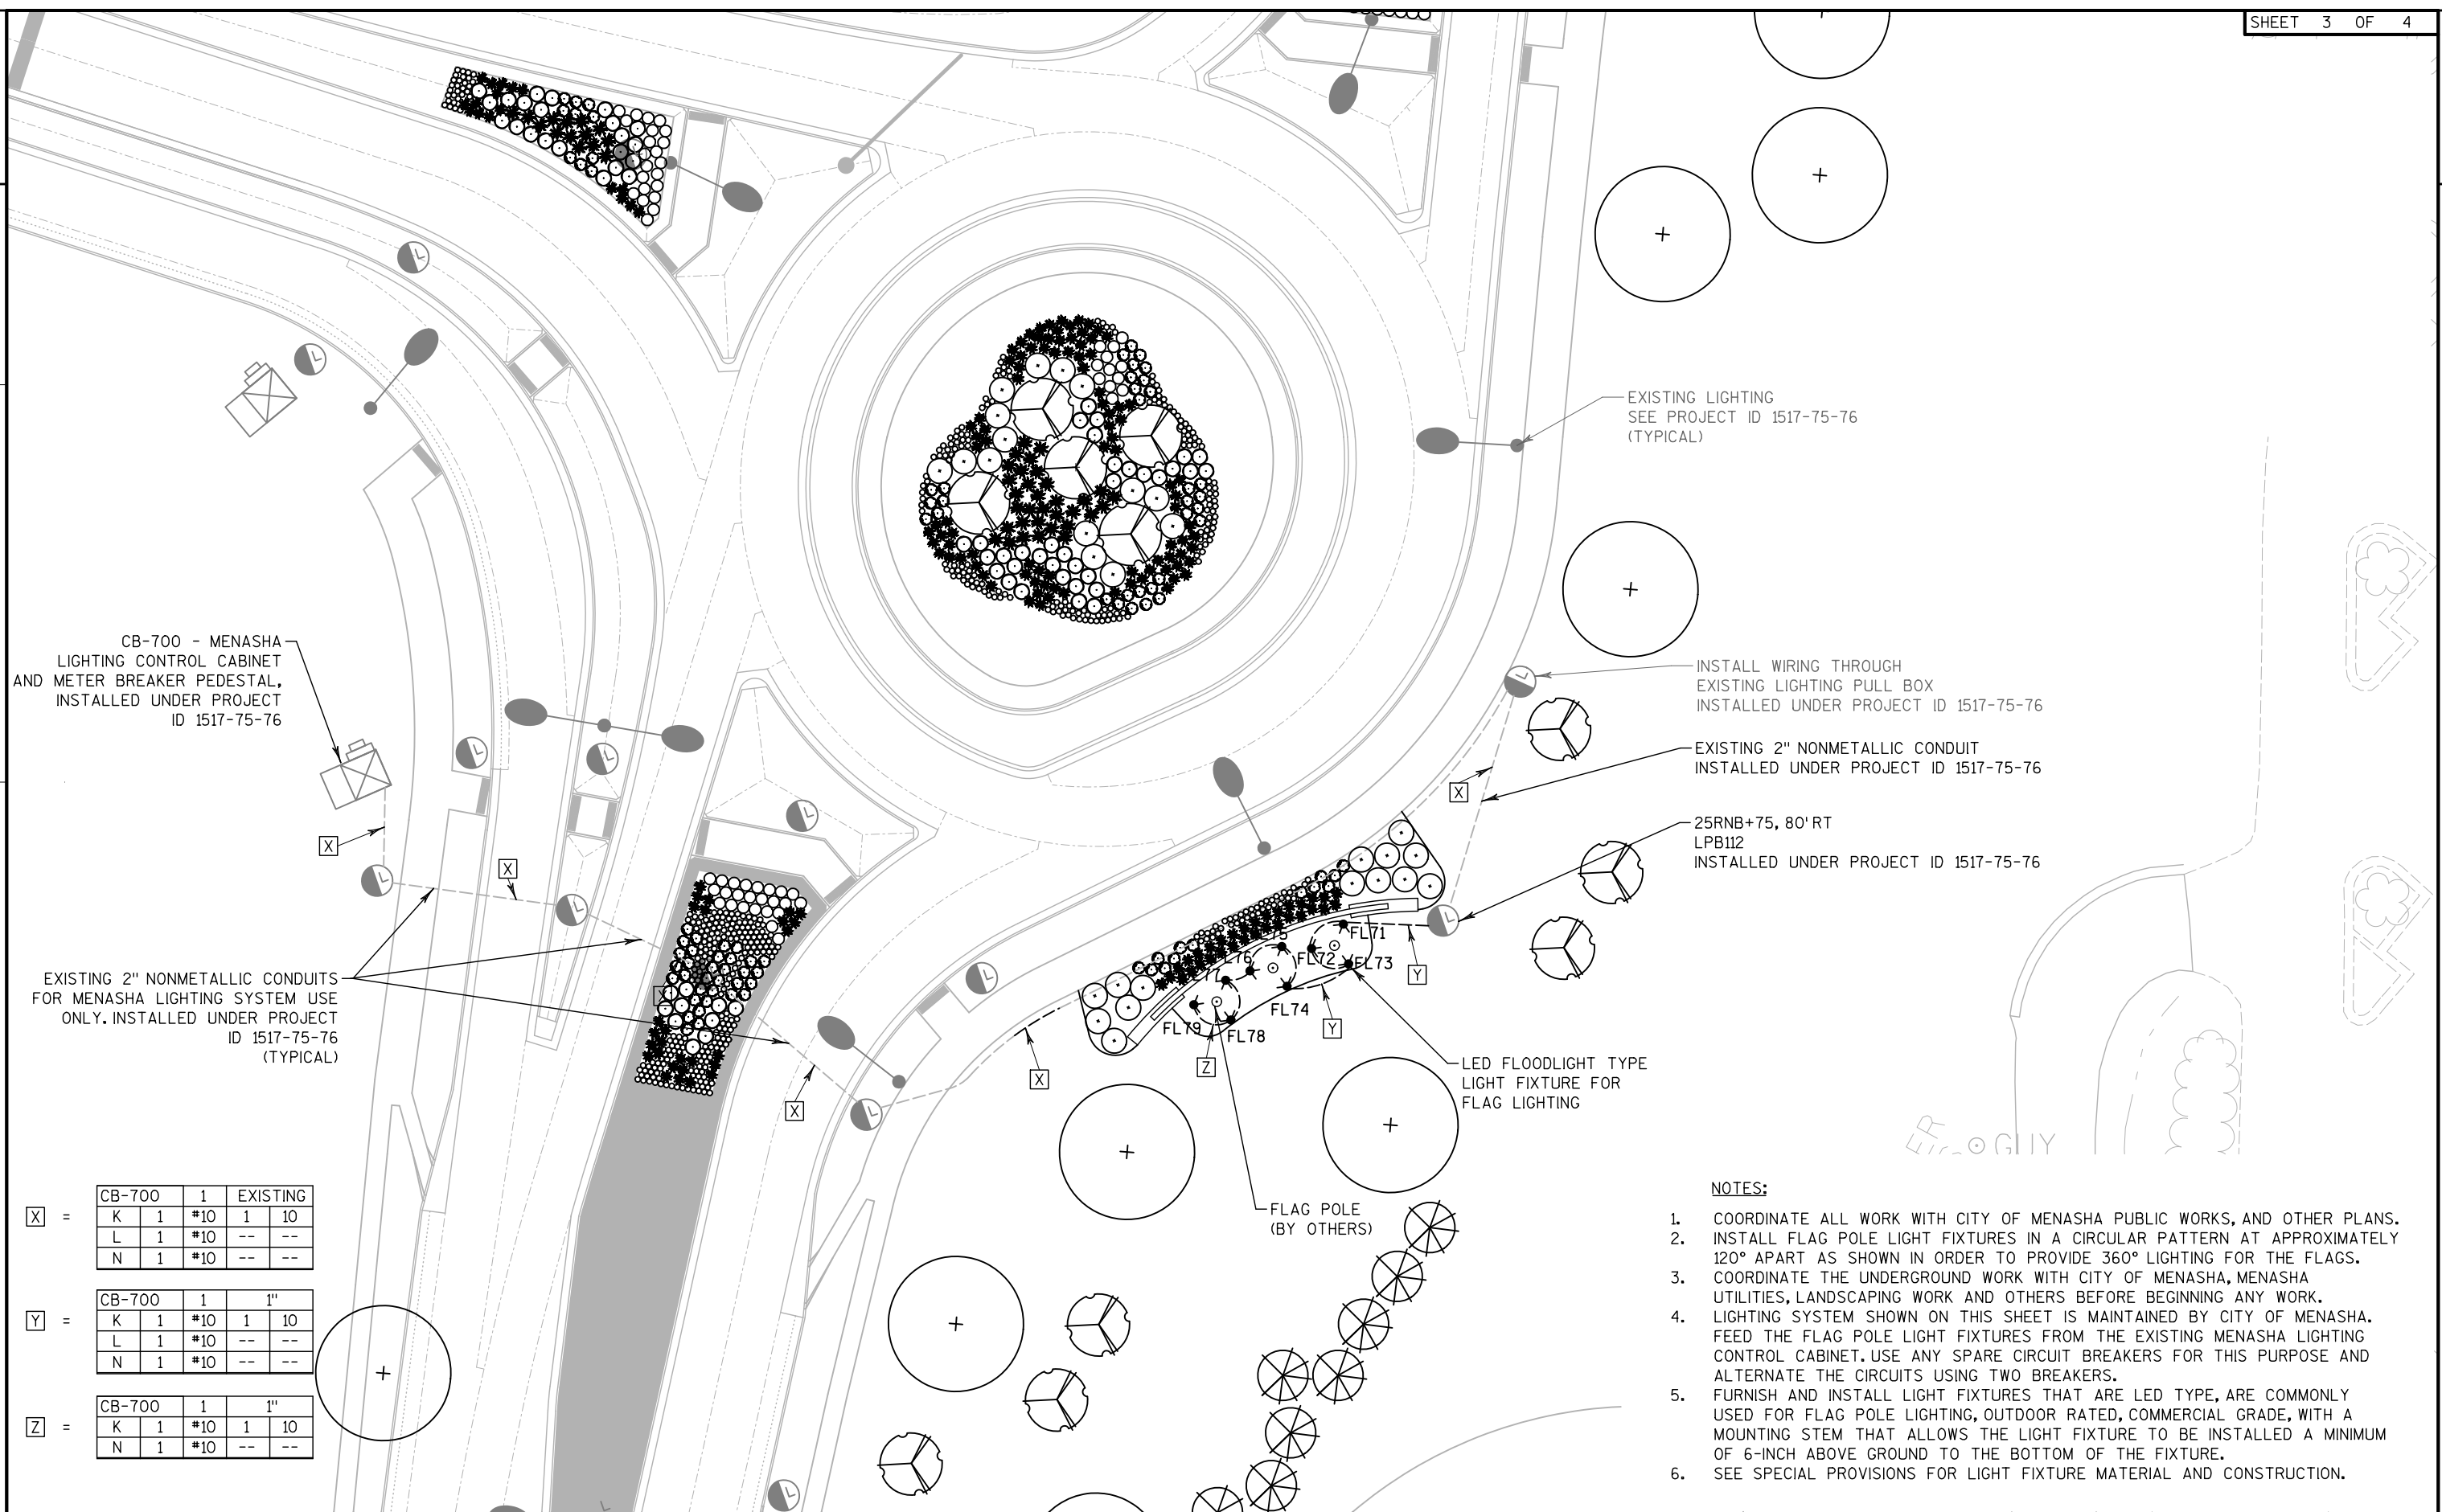 SHEET 3 OF 4
EXISTING LIGHTING
SEE PROJECT ID 1517-75-76
(TYPICAL)
CB-700 - MENASHA
LIGHTING CONTROL CABINET
AND METER BREAKER PEDESTAL,
INSTALLED UNDER PROJECT
ID 1517-75-76
INSTALL WIRING THROUGH
EXISTING LIGHTING PULL BOX
INSTALLED UNDER PROJECT ID 1517-75-76
EXISTING 2" NONMETALLIC CONDUIT
INSTALLED UNDER PROJECT ID 1517-75-76
X
25RNB+75, 80' RT
LPB112
INSTALLED UNDER PROJECT ID 1517-75-76
X
X
FL71
FL72
FL73
FL74
FL78
FL79
Y
Y
Z
X
X
EXISTING 2" NONMETALLIC CONDUITS
FOR MENASHA LIGHTING SYSTEM USE
ONLY. INSTALLED UNDER PROJECT
ID 1517-75-76
(TYPICAL)
LED FLOODLIGHT TYPE
LIGHT FIXTURE FOR
FLAG LIGHTING
FLAG POLE
(BY OTHERS)
GUY
X =
CB-700 1 EXISTING
K 1 #10 1 10
L 1 #10 -- --
N 1 #10 -- --
Y =
CB-700 1 1"
K 1 #10 1 10
L 1 #10 -- --
N 1 #10 -- --
Z =
CB-700 1 1"
K 1 #10 1 10
N 1 #10 -- --
NOTES:
1. COORDINATE ALL WORK WITH CITY OF MENASHA PUBLIC WORKS, AND OTHER PLANS.
2. INSTALL FLAG POLE LIGHT FIXTURES IN A CIRCULAR PATTERN AT APPROXIMATELY
120° APART AS SHOWN IN ORDER TO PROVIDE 360° LIGHTING FOR THE FLAGS.
3. COORDINATE THE UNDERGROUND WORK WITH CITY OF MENASHA, MENASHA
UTILITIES, LANDSCAPING WORK AND OTHERS BEFORE BEGINNING ANY WORK.
4. LIGHTING SYSTEM SHOWN ON THIS SHEET IS MAINTAINED BY CITY OF MENASHA.
FEED THE FLAG POLE LIGHT FIXTURES FROM THE EXISTING MENASHA LIGHTING
CONTROL CABINET. USE ANY SPARE CIRCUIT BREAKERS FOR THIS PURPOSE AND
ALTERNATE THE CIRCUITS USING TWO BREAKERS.
5. FURNISH AND INSTALL LIGHT FIXTURES THAT ARE LED TYPE, ARE COMMONLY
USED FOR FLAG POLE LIGHTING, OUTDOOR RATED, COMMERCIAL GRADE, WITH A
MOUNTING STEM THAT ALLOWS THE LIGHT FIXTURE TO BE INSTALLED A MINIMUM
OF 6-INCH ABOVE GROUND TO THE BOTTOM OF THE FIXTURE.
6. SEE SPECIAL PROVISIONS FOR LIGHT FIXTURE MATERIAL AND CONSTRUCTION.